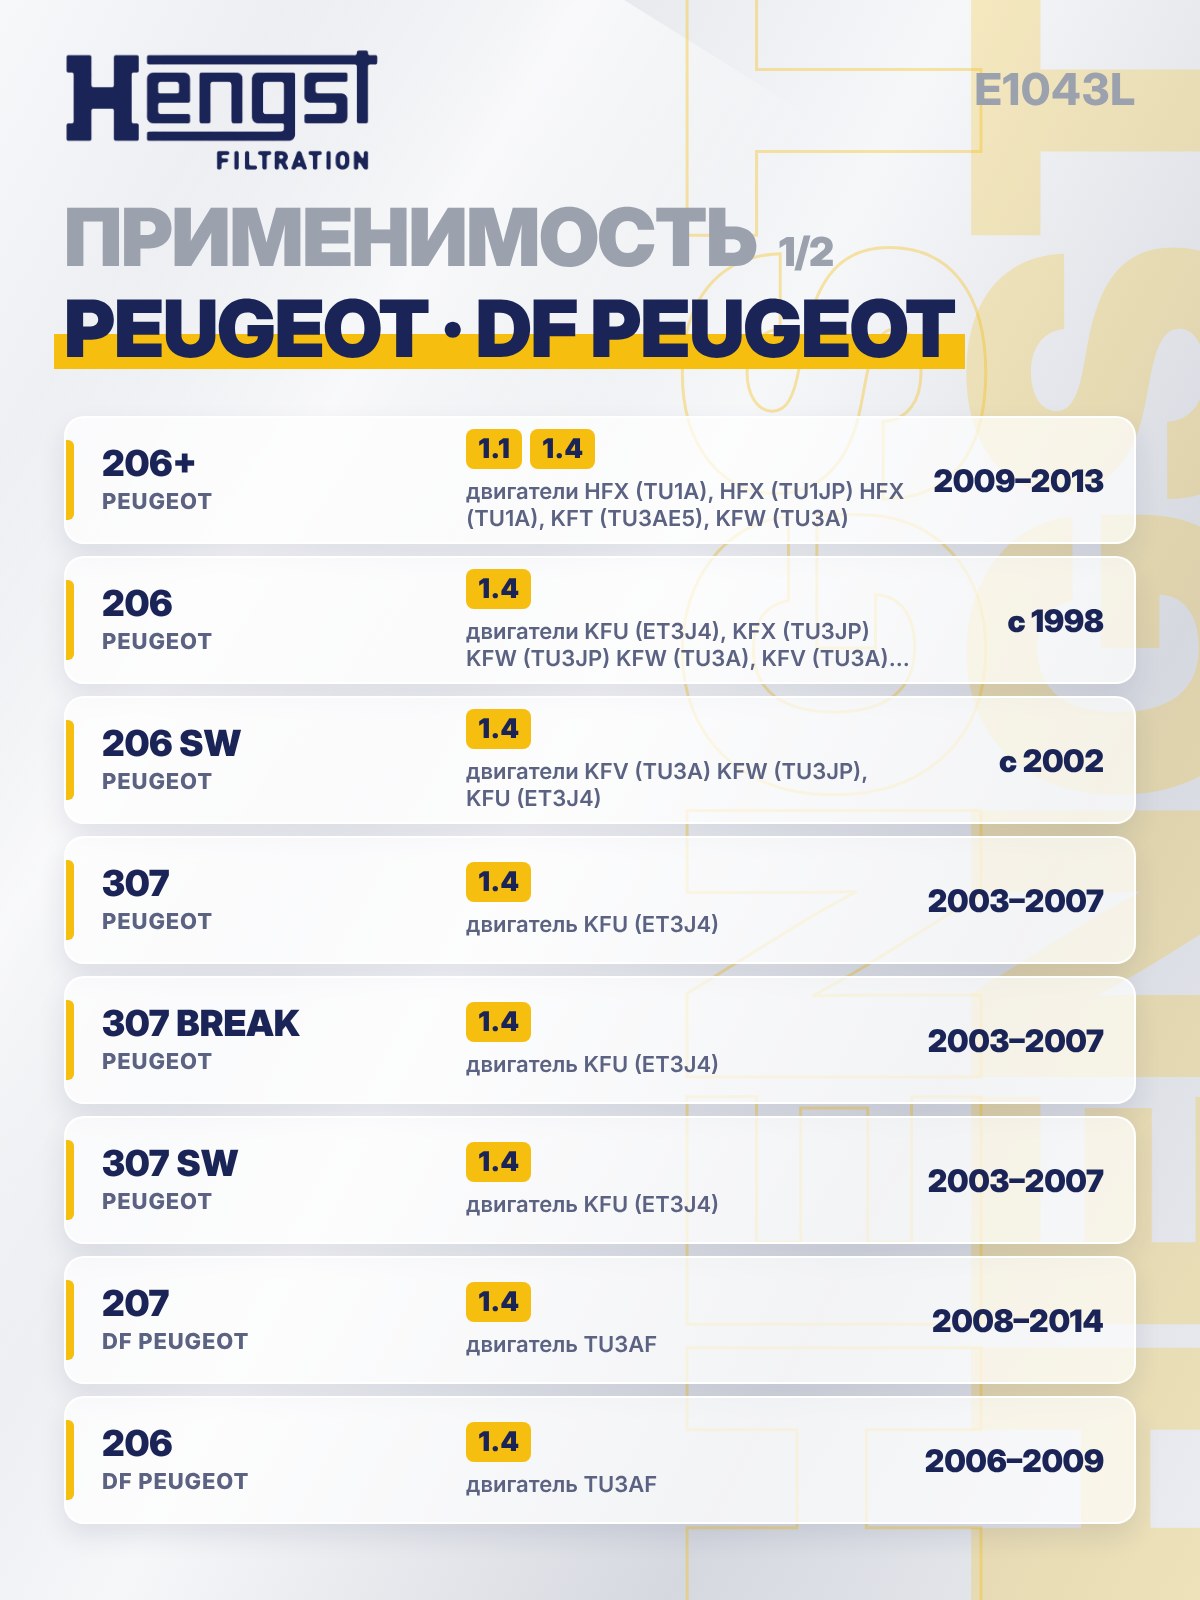 Hengst
FILTRATION
E1043L
ПРИМЕНИМОСТЬ 1/2
PEUGEOT · DF PEUGEOT
206+
PEUGEOT
1.1 1.4
двигатели HFX (TU1A), HFX (TU1JP) HFX
(TU1A), KFT (TU3AE5), KFW (TU3A)
2009–2013
206
PEUGEOT
1.4
двигатели KFU (ET3J4), KFX (TU3JP)
KFW (TU3JP) KFW (TU3A), KFV (TU3A)...
с 1998
206 SW
PEUGEOT
1.4
двигатели KFV (TU3A) KFW (TU3JP),
KFU (ET3J4)
с 2002
307
PEUGEOT
1.4
двигатель KFU (ET3J4)
2003–2007
307 BREAK
PEUGEOT
1.4
двигатель KFU (ET3J4)
2003–2007
307 SW
PEUGEOT
1.4
двигатель KFU (ET3J4)
2003–2007
207
DF PEUGEOT
1.4
двигатель TU3AF
2008–2014
206
DF PEUGEOT
1.4
двигатель TU3AF
2006–2009
HENGST
HENGST